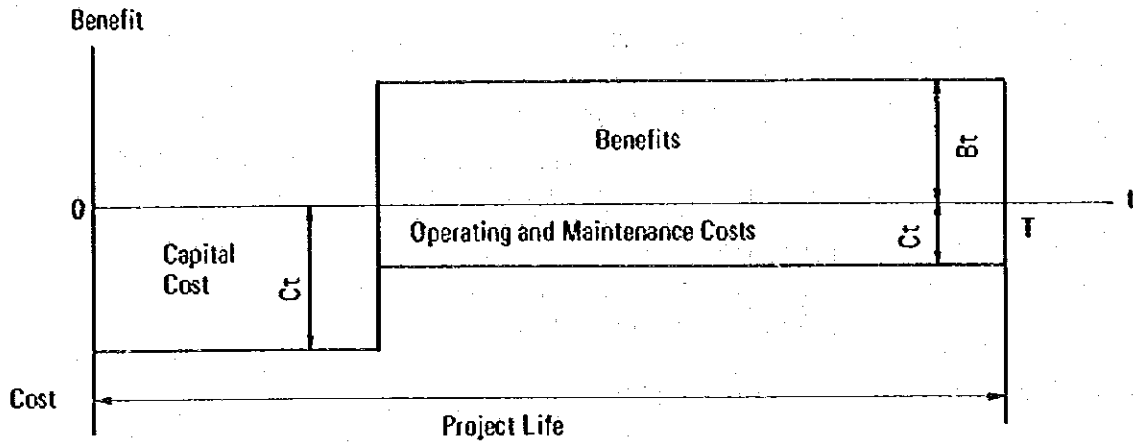 Benefit
Benefits
Bt
0
t
Operating and Maintenance Costs
Ct
T
Capital
Cost
Ct
Cost
Project Life